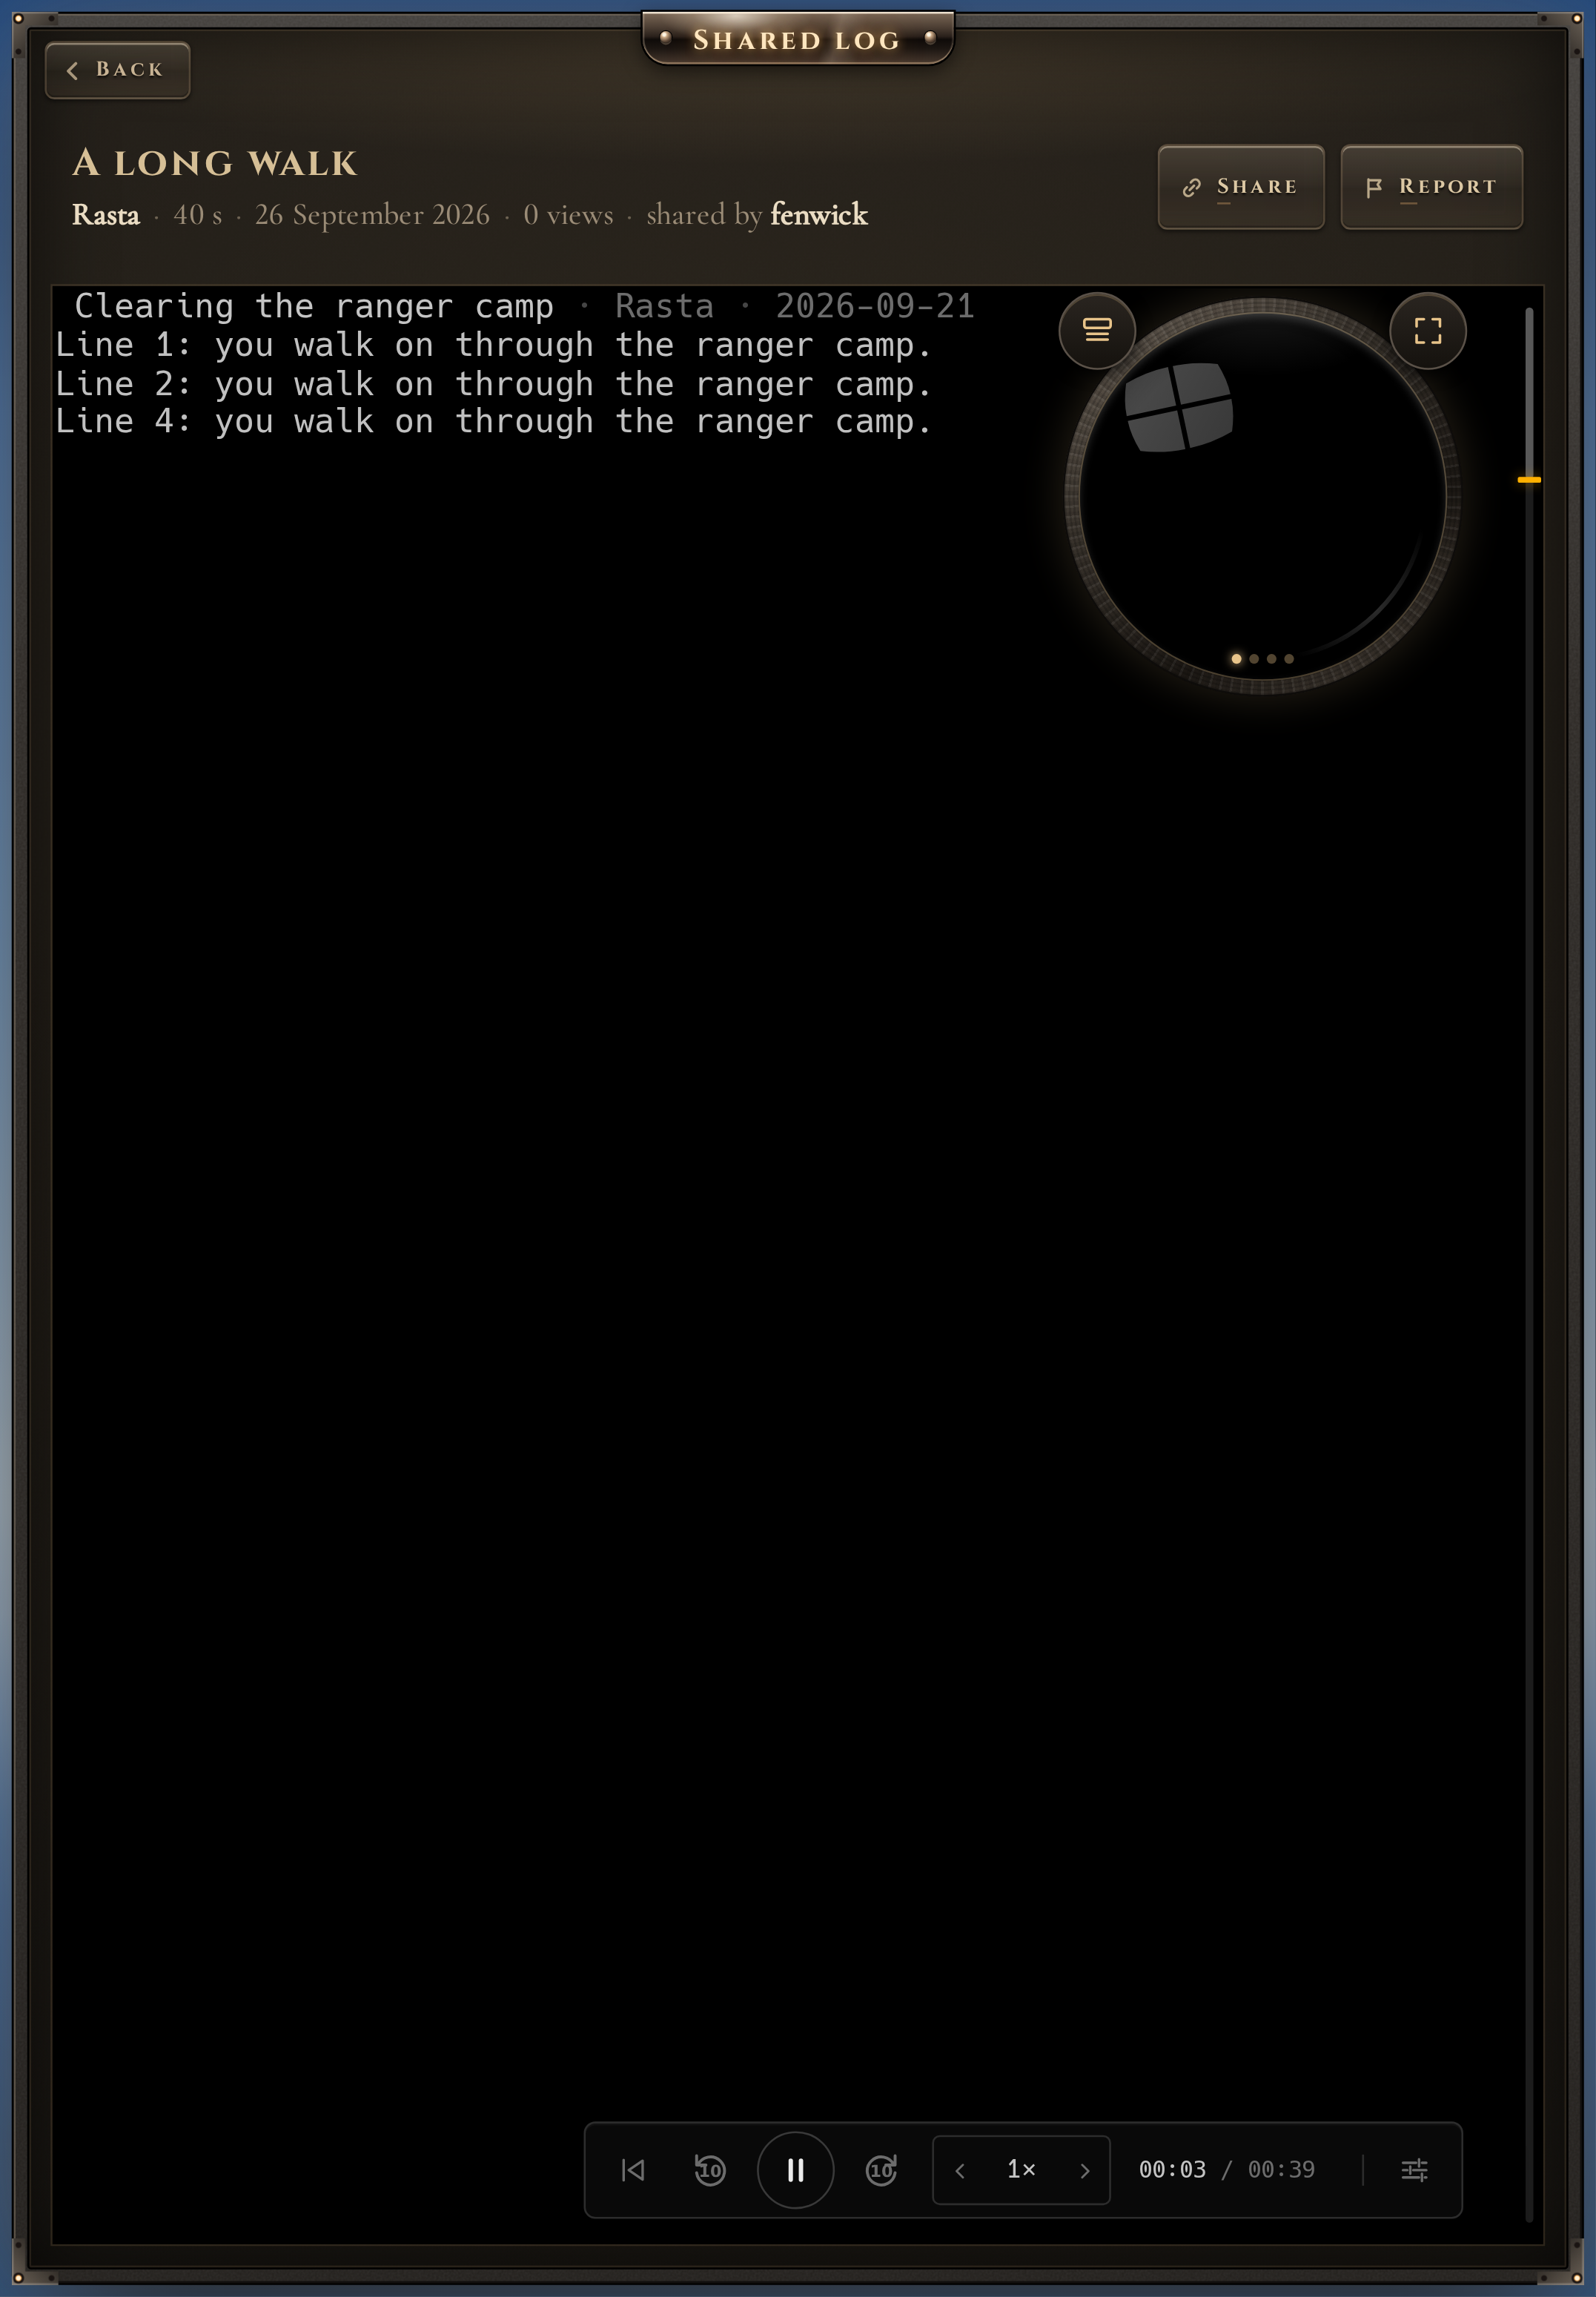 Shared log
Back
A long walk
Rasta · 40 s · 26 September 2026 · 0 views · shared by fenwick
Share
Report
Clearing the ranger camp · Rasta · 2026-09-21
Line 1: you walk on through the ranger camp.
Line 2: you walk on through the ranger camp.
Line 4: you walk on through the ranger camp.
10
10
1×
00:03 / 00:39